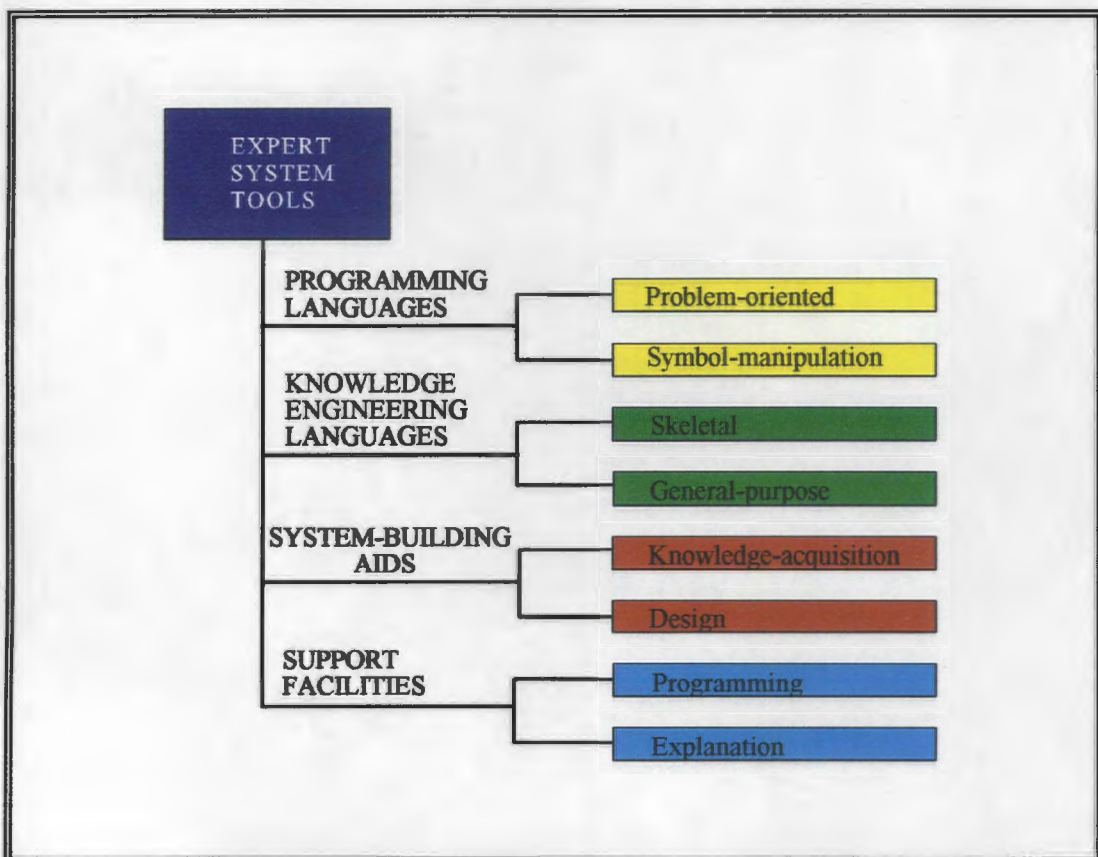 EXPERT
SYSTEM
TOOLS
PROGRAMMING
LANGUAGES
Problem-oriented
Symbol-manipulation
KNOWLEDGE
ENGINEERING
LANGUAGES
Skeletal
General-purpose
SYSTEM-BUILDING
AIDS
Knowledge-acquisition
Design
SUPPORT
FACILITIES
Programming
Explanation